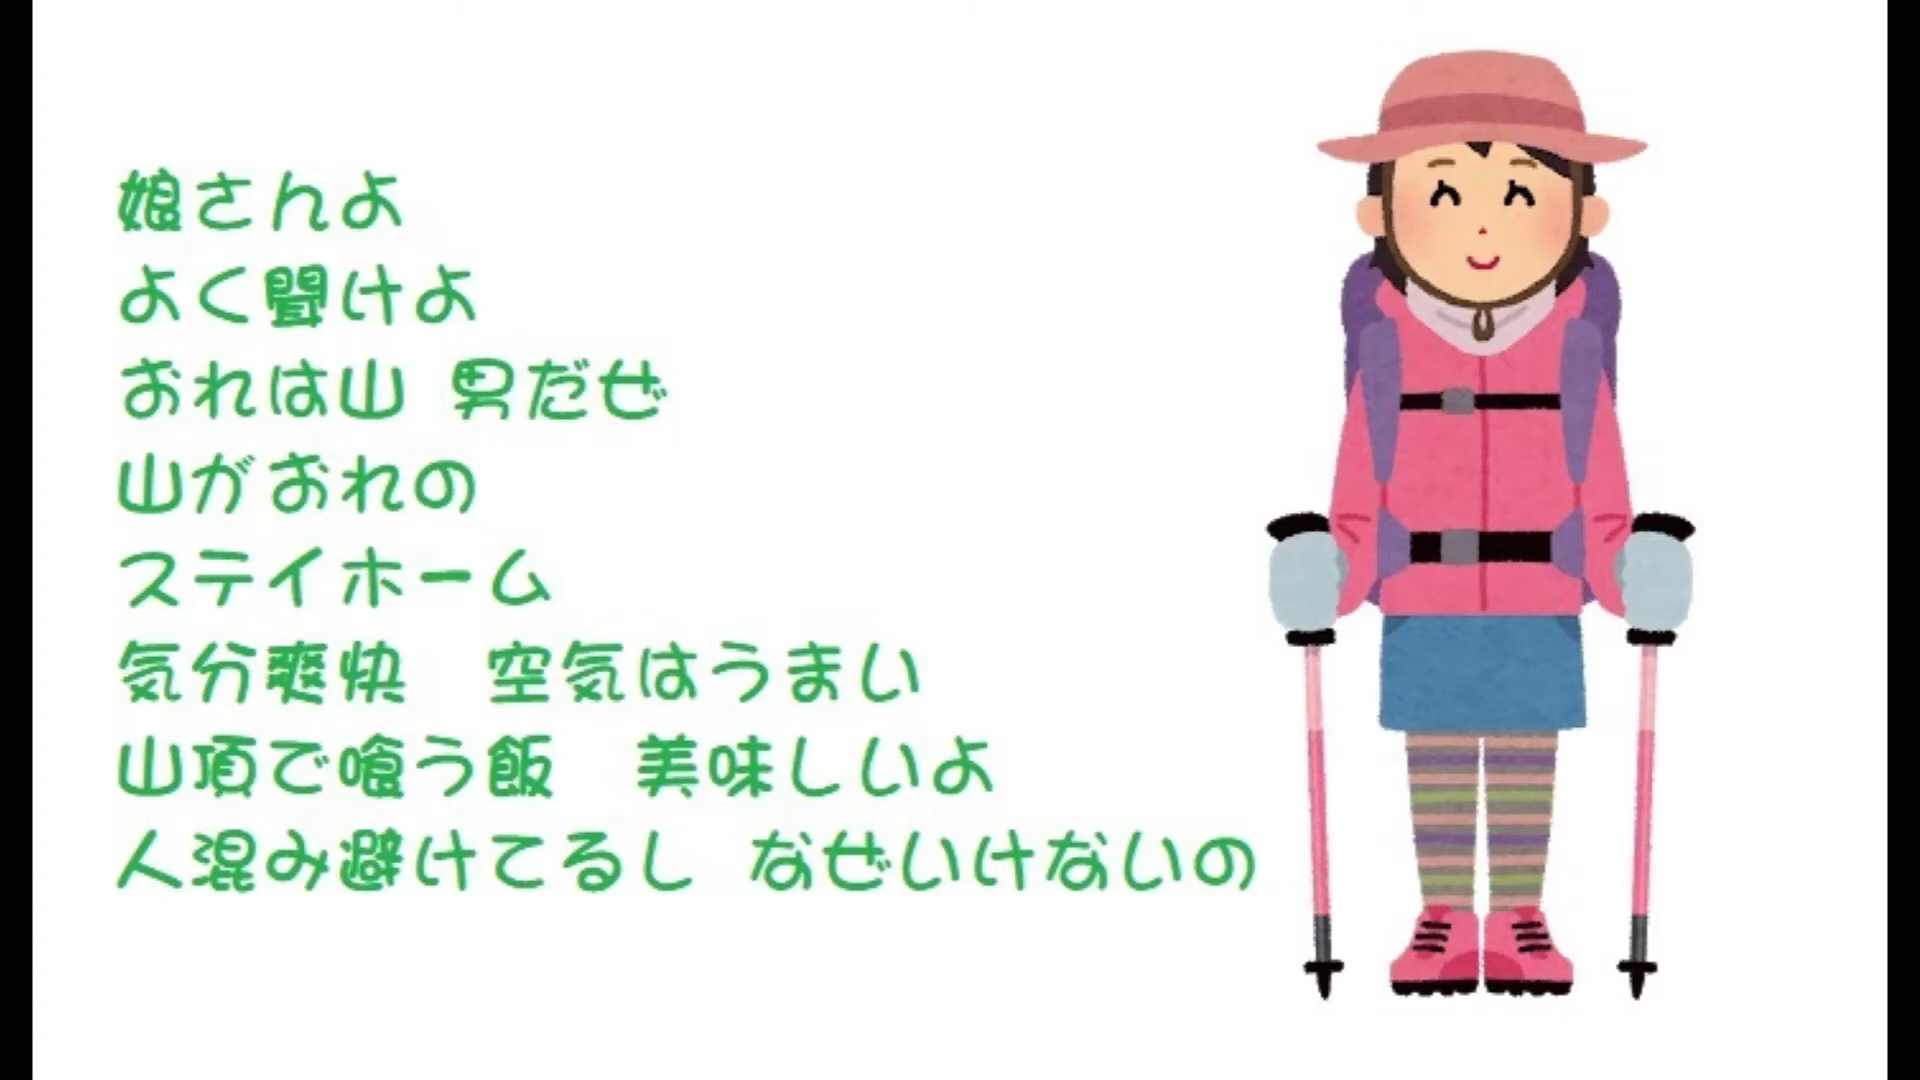 娘さんよ
よく聞けよ
おれは山 男だぜ
山がおれの
ステイホーム
気分爽快　空気はうまい
山頂で喰う飯　美味しいよ
人混み避けてるし なぜいけないの